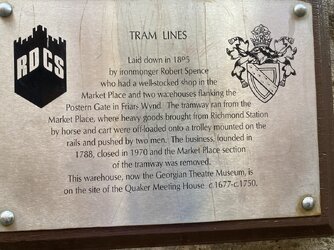 TRAM LINES
RDCS
Laid down in 1895
by ironmonger Robert Spence
who had a well-stocked shop in the
Market Place and two warehouses flanking the
Postern Gate in Friars Wynd. The tramway ran from the
Market Place, where heavy goods brought from Richmond Station
by horse and cart were off-loaded onto a trolley mounted on the
rails and pushed by two men. The business, founded in
1788, closed in 1970 and the Market Place section
of the tramway was removed.
This warehouse, now the Georgian Theatre Museum, is
on the site of the Quaker Meeting House c.1677-c.1750.